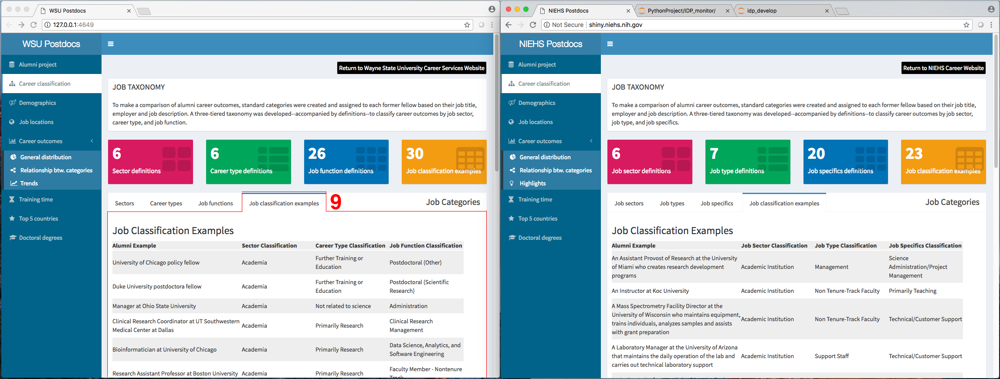 WSU Postdocs
127.0.0.1:4649
WSU Postdocs
Alumni project
Career classification
Demographics
Job locations
Career outcomes
General distribution
Relationship btw. categories
Trends
Training time
Top 5 countries
Doctoral degrees
Return to Wayne State University Career Services Website
JOB TAXONOMY
To make a comparison of alumni career outcomes, standard categories were created and assigned to each former fellow based on their job title,
employer and job description. A three-tiered taxonomy was developed--accompanied by definitions--to classify career outcomes by job sector,
career type, and job function.
6
Sector definitions
6
Career type definitions
26
Job function definitions
30
Job classification examples
Sectors Career types Job functions Job classification examples 9 Job Categories
Job Classification Examples
Alumni Example Sector Classification Career Type Classification Job Function Classification
University of Chicago policy fellow Academia Further Training or Education Postdoctoral (Other)
Duke University postdoctora fellow Academia Further Training or Education Postdoctoral (Scientific Research)
Manager at Ohio State University Academia Not related to science Administration
Clinical Research Coordinator at UT Southwestern Medical Center at Dallas Academia Primarily Research Clinical Research Management
Bioinformatician at University of Chicago Academia Primarily Research Data Science, Analytics, and Software Engineering
Research Assistant Professor at Boston University Academia Primarily Research Faculty Member - Nontenure
NIEHS Postdocs PythonProject/IDP_monitor/ idp_develop
Not Secure shiny.niehs.nih.gov
NIEHS Postdocs
Alumni project
Career classification
Demographics
Job locations
Career outcomes
General distribution
Relationship btw. categories
Highlights
Training time
Top 5 countries
Doctoral degrees
Return to NIEHS Career Website
JOB TAXONOMY
To make a comparison of alumni career outcomes, standard categories were created and assigned to each former fellow based on their job title,
employer and job description. A three-tiered taxonomy was developed--accompanied by definitions--to classify career outcomes by job sector,
job type, and job specifics.
6
Job sector definitions
7
Job type definitions
20
Job specifics definitions
23
Job classification examples
Job sectors Job types Job specifics Job classification examples Job Categories
Job Classification Examples
Alumni Example Job Sector Classification Job Type Classification Job Specifics Classification
An Assistant Provost of Research at the University of Miami who creates research development programs Academic Institution Management Science Administration/Project Management
An Instructor at Koc University Academic Institution Non Tenure-Track Faculty Primarily Teaching
A Mass Spectrometry Facility Director at the University of Wisconsin who maintains equipment, trains individuals, analyzes samples and assists with grant preparation Academic Institution Non Tenure-Track Faculty Technical/Customer Support
A Laboratory Manager at the University of Arizona that maintains the daily operation of the lab and carries out technical laboratory support Academic Institution Support Staff Technical/Customer Support